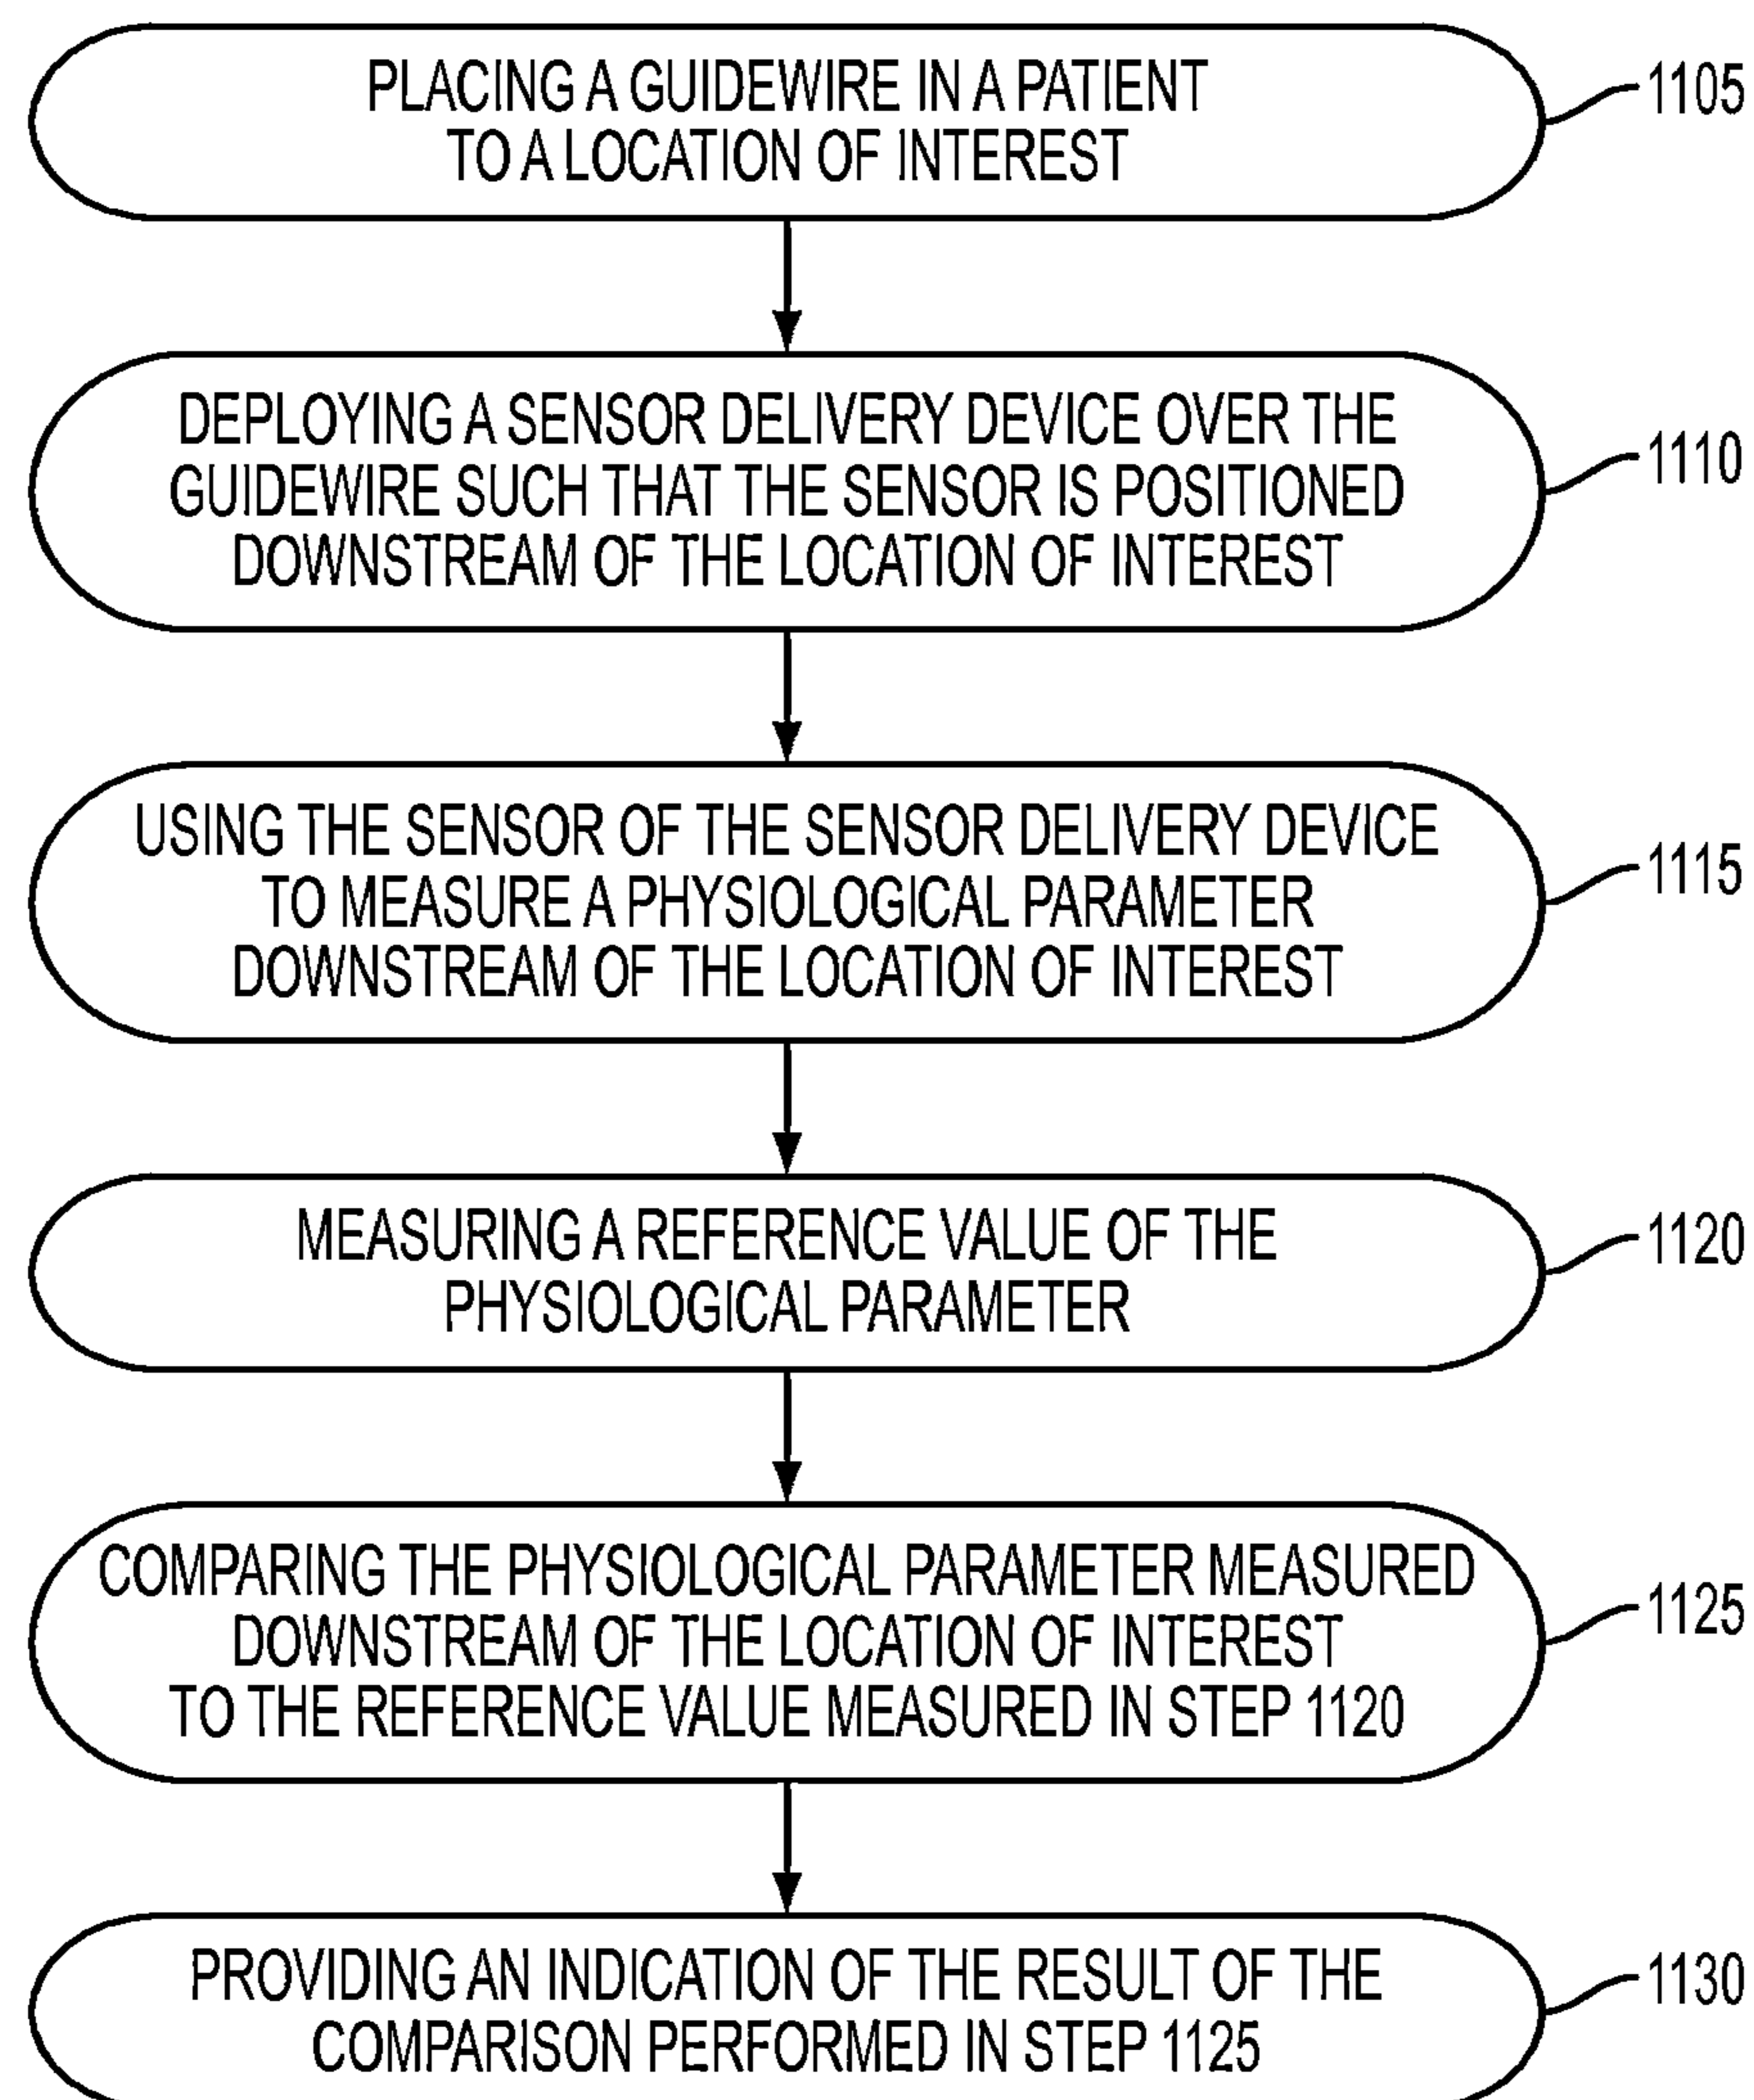 PLACING A GUIDEWIRE IN A PATIENT
TO A LOCATION OF INTEREST
1105
DEPLOYING A SENSOR DELIVERY DEVICE OVER THE
GUIDEWIRE SUCH THAT THE SENSOR IS POSITIONED
DOWNSTREAM OF THE LOCATION OF INTEREST
1110
USING THE SENSOR OF THE SENSOR DELIVERY DEVICE
TO MEASURE A PHYSIOLOGICAL PARAMETER
DOWNSTREAM OF THE LOCATION OF INTEREST
1115
MEASURING A REFERENCE VALUE OF THE
PHYSIOLOGICAL PARAMETER
1120
COMPARING THE PHYSIOLOGICAL PARAMETER MEASURED
DOWNSTREAM OF THE LOCATION OF INTEREST
TO THE REFERENCE VALUE MEASURED IN STEP 1120
1125
PROVIDING AN INDICATION OF THE RESULT OF THE
COMPARISON PERFORMED IN STEP 1125
1130